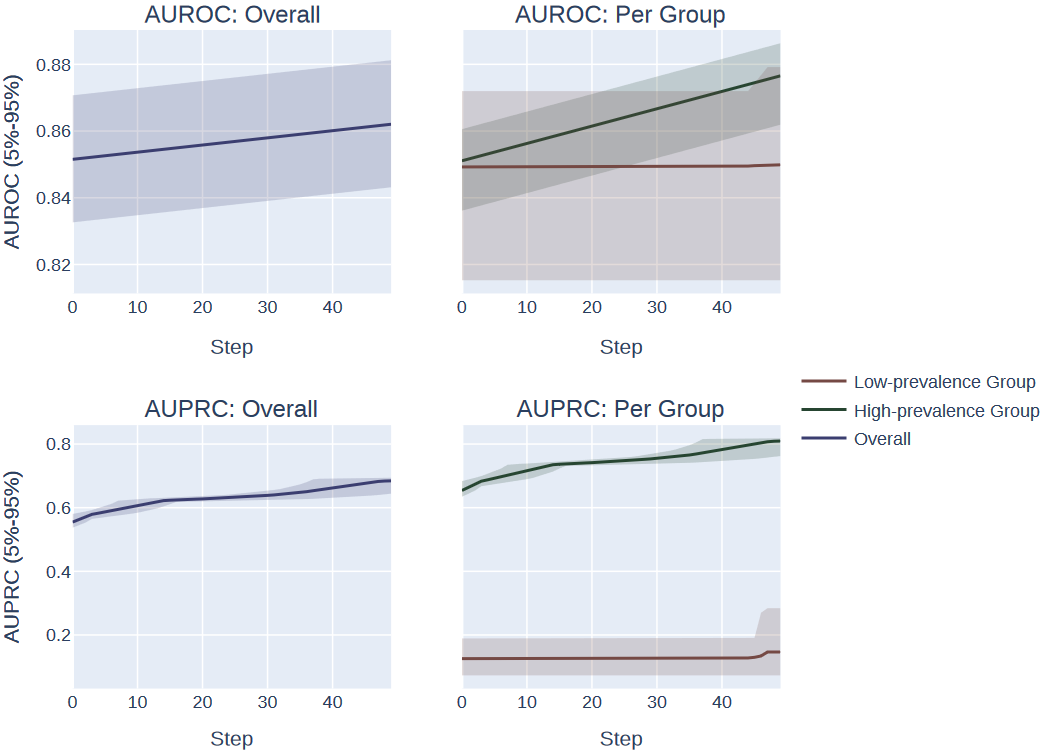 AUROC: Overall
AUROC: Per Group
AUROC (5%-95%)
0.88
0.86
0.84
0.82
0 10 20 30 40
0 10 20 30 40
Step
Step
AUPRC: Overall
AUPRC: Per Group
AUPRC (5%-95%)
0.8
0.6
0.4
0.2
0 10 20 30 40
0 10 20 30 40
Step
Step
Low-prevalence Group
High-prevalence Group
Overall